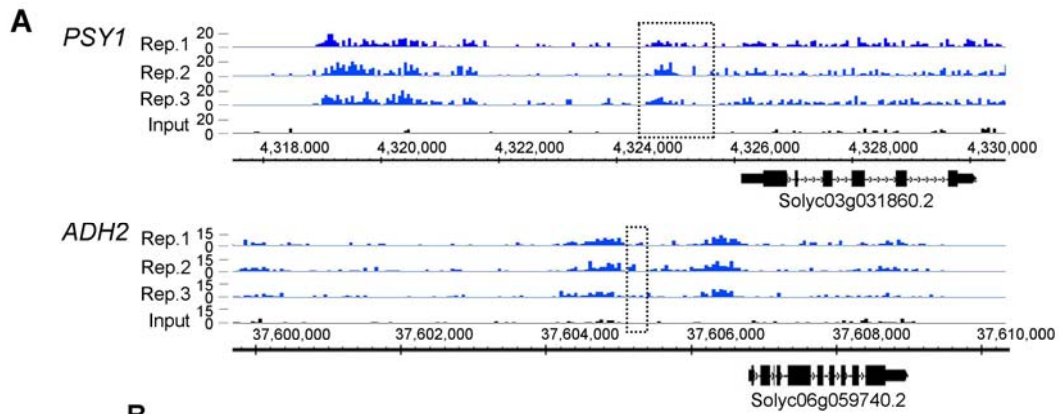 A
PSY1
Rep.1 20 0
Rep.2 20 0
Rep.3 20 0
Input 20 0
4,318,000 4,320,000 4,322,000 4,324,000 4,326,000 4,328,000 4,330,000
Solyc03g031860.2
ADH2
Rep.1 15 0
Rep.2 15 0
Rep.3 15 0
Input 15 0
37,600,000 37,602,000 37,604,000 37,606,000 37,608,000 37,610,000
Solyc06g059740.2
B